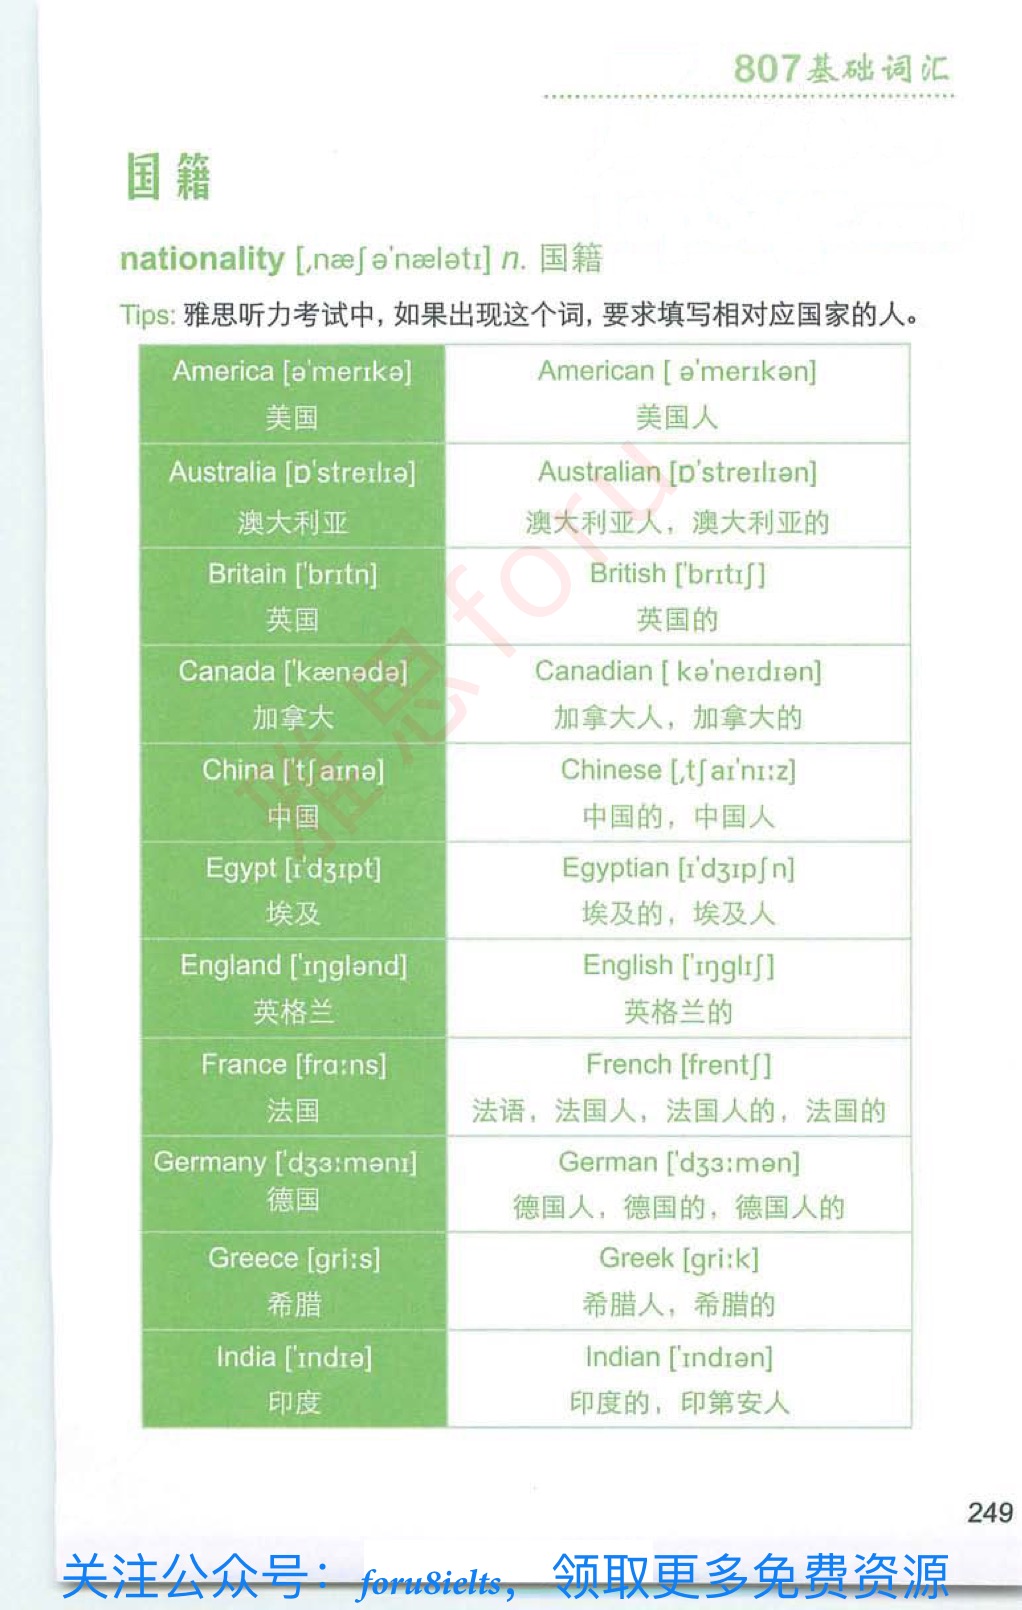 807基础词汇
国籍
nationality [ˌnæʃəˈnælətɪ] n. 国籍
Tips: 雅思听力考试中, 如果出现这个词, 要求填写相对应国家的人。
America [əˈmerɪkə] American [ əˈmerɪkən]
美国 美国人
Australia [ɒˈstreɪlɪə] Australian [ɒˈstreɪlɪən]
澳大利亚 澳大利亚人，澳大利亚的
Britain [ˈbrɪtn] British [ˈbrɪtɪʃ]
英国 英国的
Canada [ˈkænədə] Canadian [ kəˈneɪdɪən]
加拿大 加拿大人，加拿大的
China [ˈtʃaɪnə] Chinese [ˌtʃaɪˈnɪːz]
中国 中国的，中国人
Egypt [ɪˈdʒɪpt] Egyptian [ɪˈdʒɪpʃn]
埃及 埃及的，埃及人
England [ˈɪŋglənd] English [ˈɪŋglɪʃ]
英格兰 英格兰的
France [frɑːns] French [frentʃ]
法国 法语，法国人，法国人的，法国的
Germany [ˈdʒɜːmənɪ] German [ˈdʒɜːmən]
德国 德国人，德国的，德国人的
Greece [griːs] Greek [griːk]
希腊 希腊人，希腊的
India [ˈɪndɪə] Indian [ˈɪndɪən]
印度 印度的，印第安人
雅思foru
249
关注公众号： foru8ielts， 领取更多免费资源